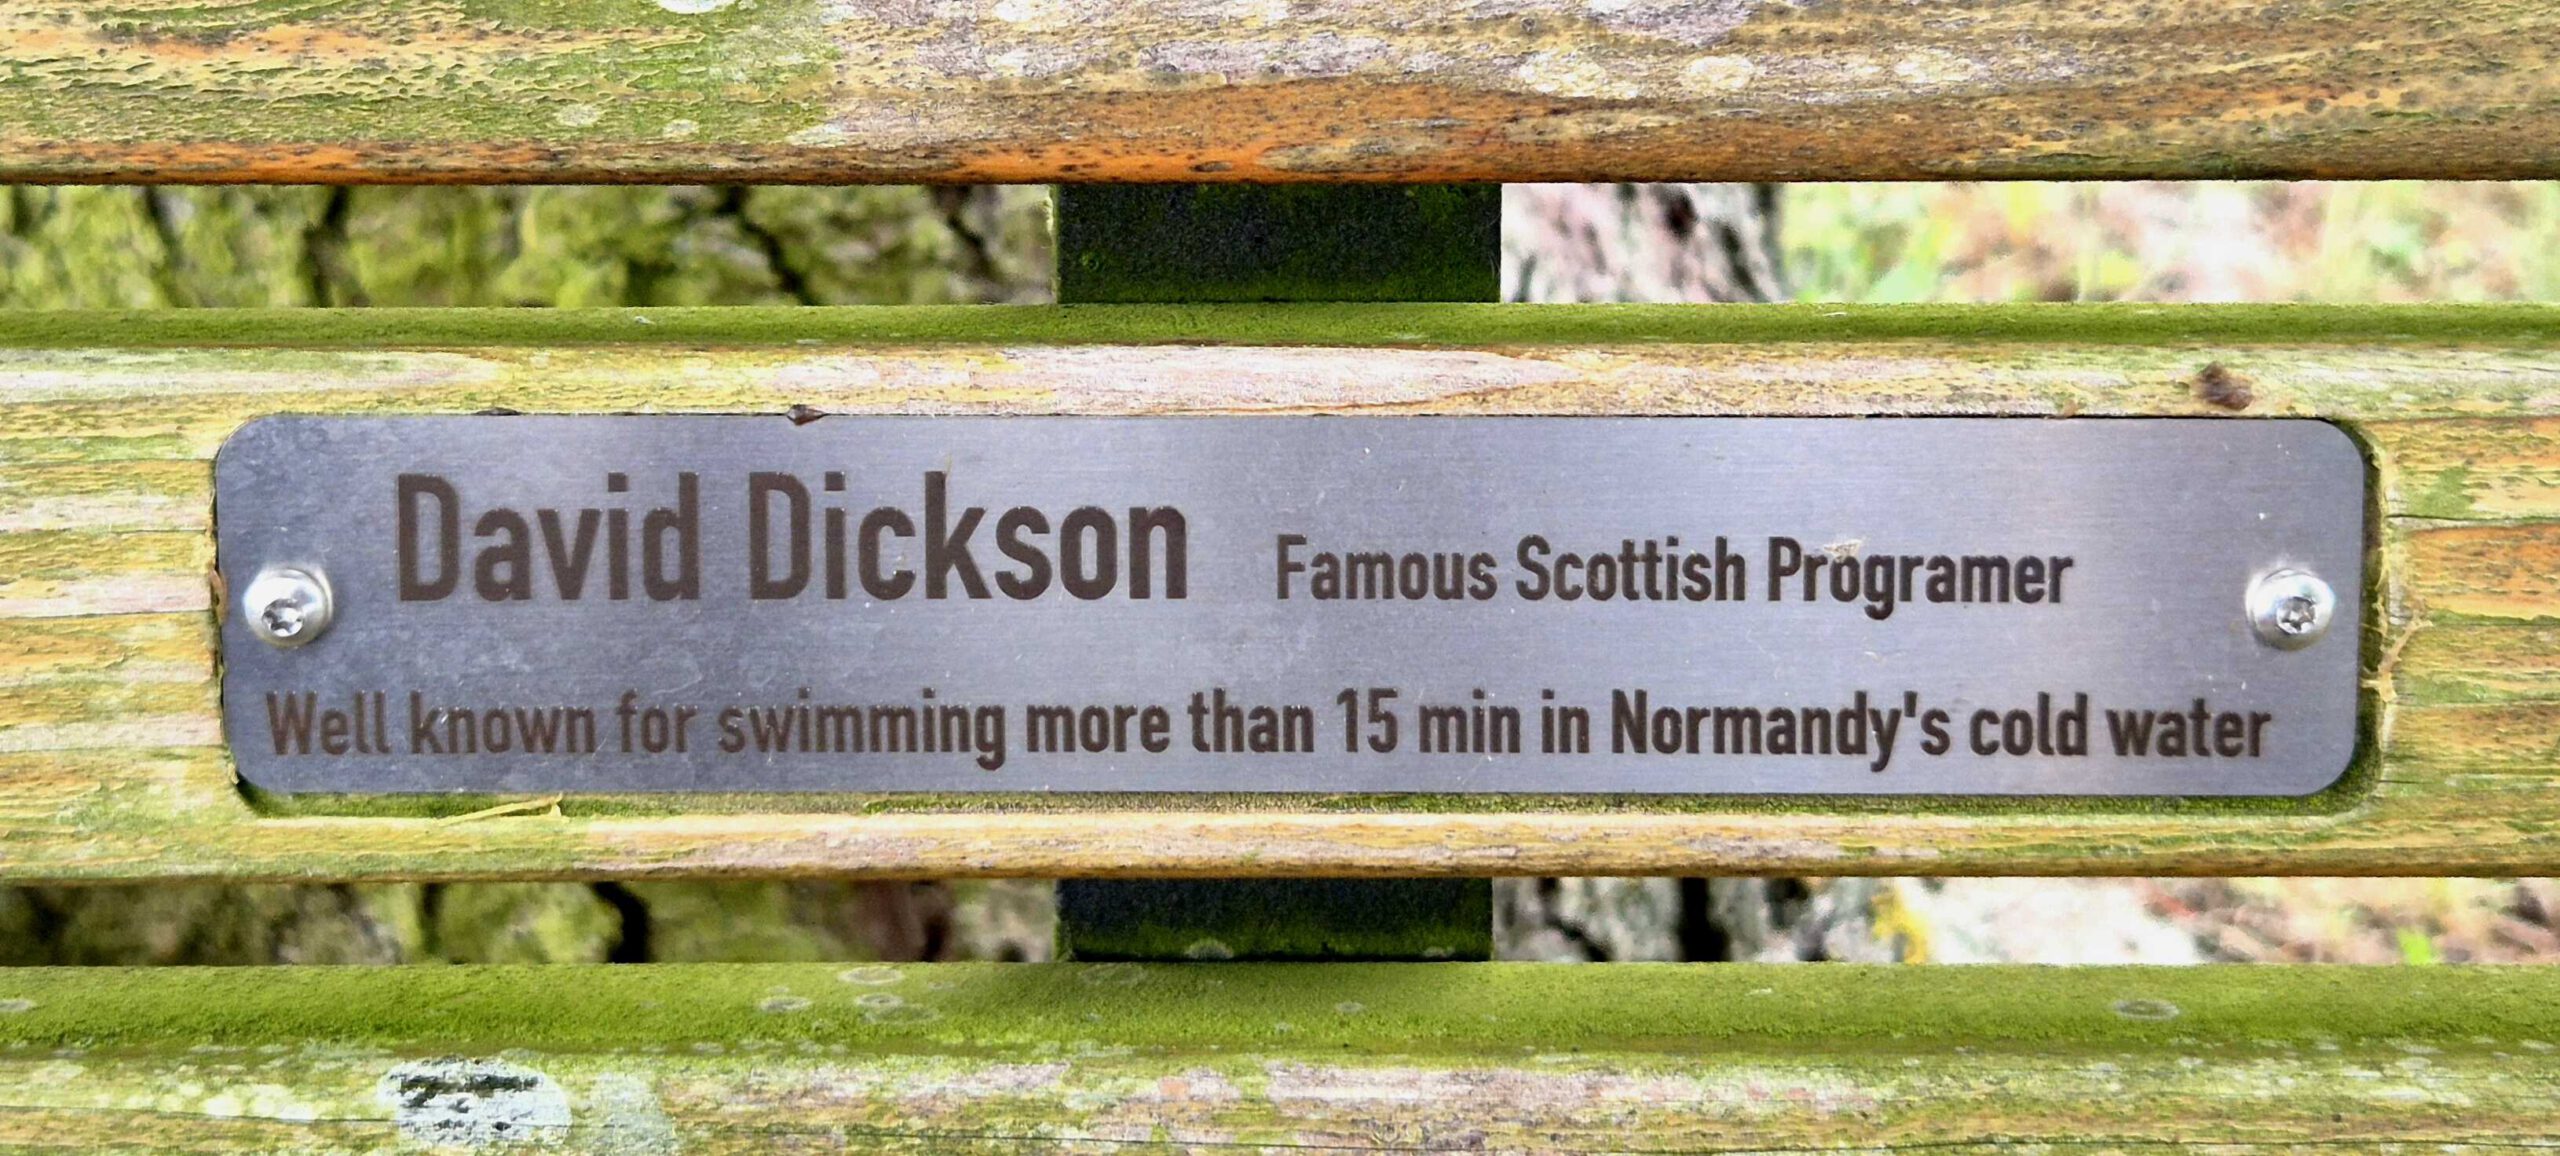 David Dickson Famous Scottish Programer
Well known for swimming more than 15 min in Normandy's cold water